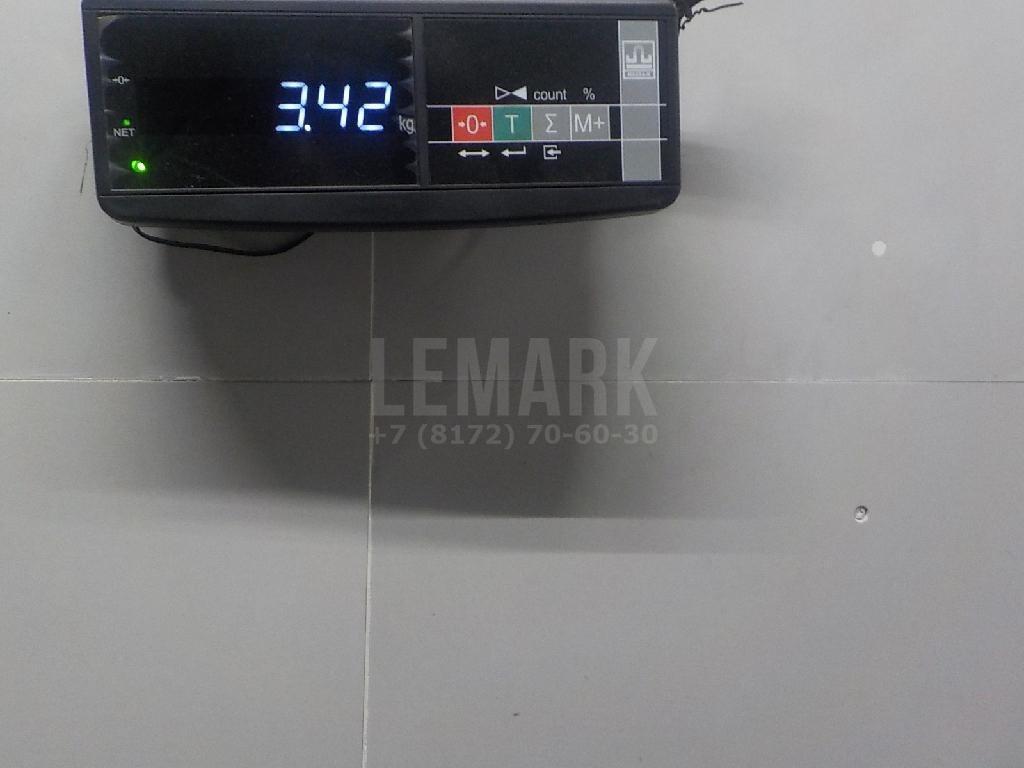 →0←
NET
3.42
kg
count %
→0← T Σ M+
LEMARK
+7 (8172) 70-60-30